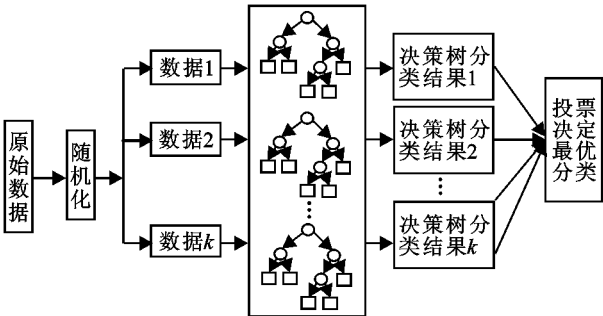 原始数据
随机化
数据1
数据2
数据k
决策树分
类结果1
决策树分
类结果2
决策树分
类结果k
投票
决定
最优
分类